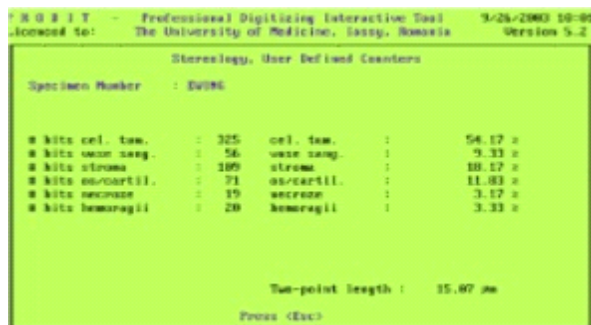 Professional Digitizing Interactive Tool 9/26/2003
Licensed to: The University of Medicine, Iassy, Romania Version 5.2
Stereology, User Defined Counters
Specimen Number : EWING
# hits cel. tum. : 325 cel. tum. : 54.17 %
# hits vase sang. : 56 vase sang. : 9.33 %
# hits stroma : 109 stroma : 18.17 %
# hits os/cartil. : 71 os/cartil. : 11.83 %
# hits necroze : 19 necroze : 3.17 %
# hits hemoragii : 20 hemoragii : 3.33 %
Two-point length : 15.07 µm
Press <Esc>